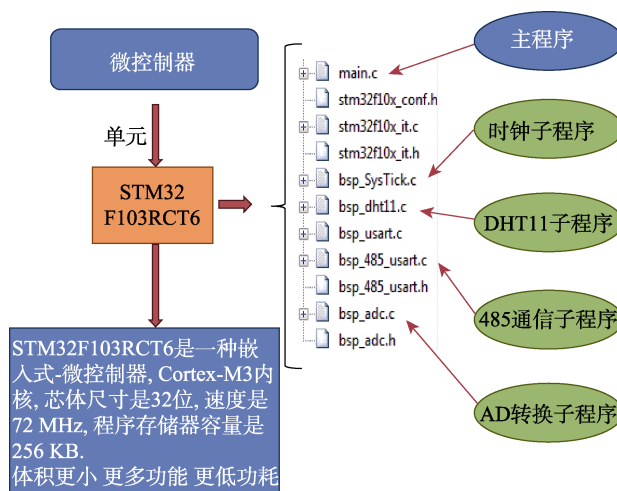 微控制器
单元
STM32
F103RCT6
STM32F103RCT6是一种嵌
入式-微控制器, Cortex-M3内
核, 芯体尺寸是32位, 速度是
72 MHz, 程序存储器容量是
256 KB.
体积更小 更多功能 更低功耗
main.c
stm32f10x_conf.h
stm32f10x_it.c
stm32f10x_it.h
bsp_SysTick.c
bsp_dht11.c
bsp_usart.c
bsp_485_usart.c
bsp_485_usart.h
bsp_adc.c
bsp_adc.h
主程序
时钟子程序
DHT11子程序
485通信子程序
AD转换子程序